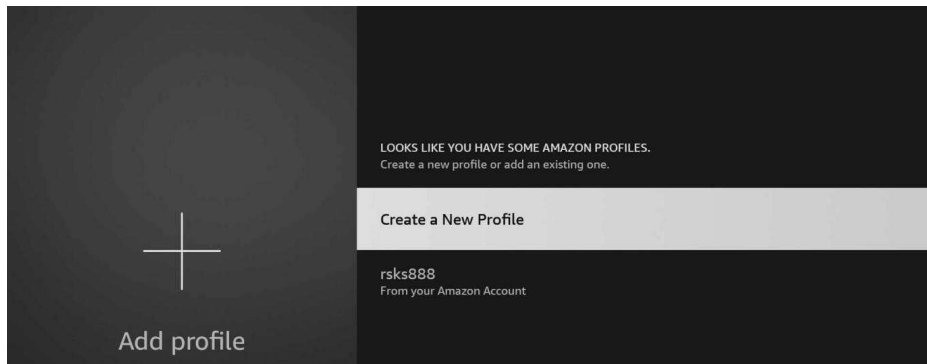 LOOKS LIKE YOU HAVE SOME AMAZON PROFILES.
Create a new profile or add an existing one.
Create a New Profile
rsks888
From your Amazon Account
Add profile